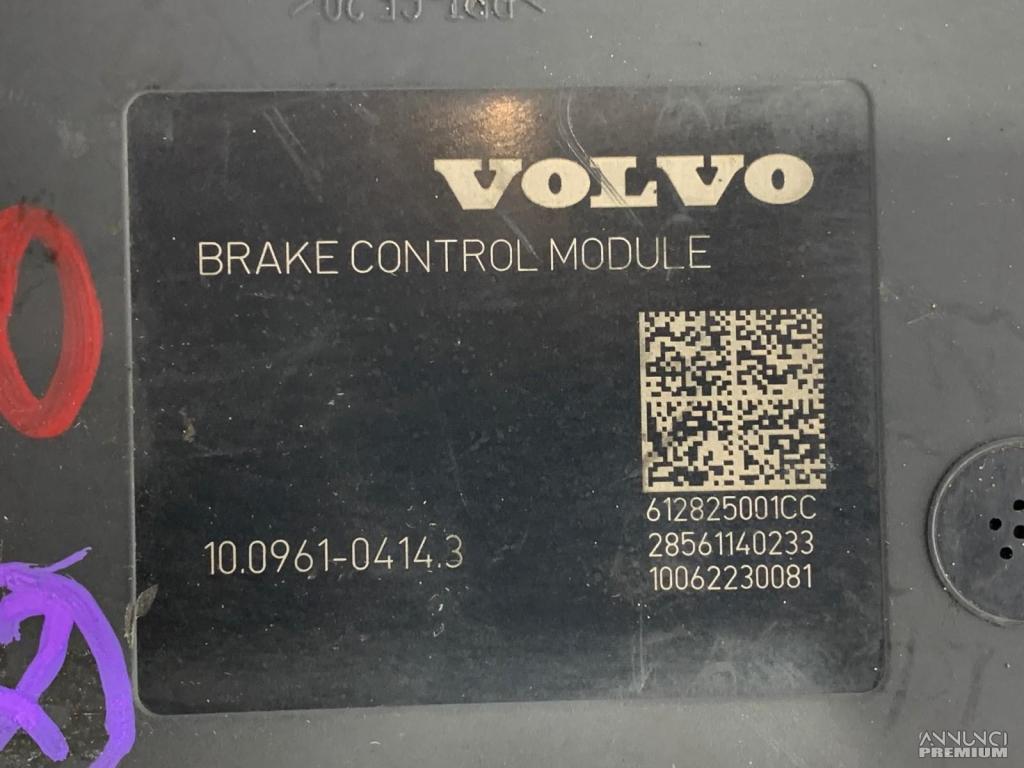 VOLVO
BRAKE CONTROL MODULE
612825001CC
28561140233
10062230081
10.0961-0414.3
ANNUNCI
PREMIUM